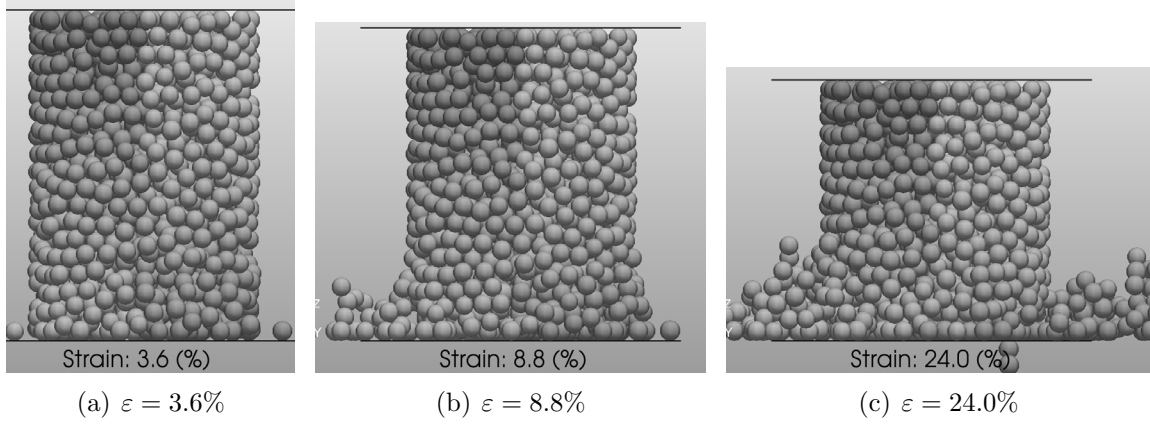 Z
Y
Strain: 3.6 (%)
Strain: 8.8 (%)
Z
Y
Strain: 24.0 (%)
(a) ε = 3.6%
(b) ε = 8.8%
(c) ε = 24.0%